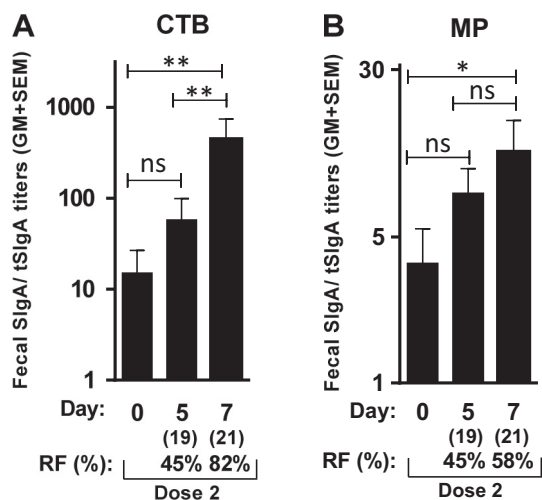 A
CTB
Fecal SIgA/ tSIgA titers (GM+SEM)
1000
100
10
1
**
**
ns
Day: 0 5 7
(19) (21)
RF (%): 45% 82%
Dose 2
B
MP
Fecal SIgA/ tSIgA titers (GM+SEM)
30
5
1
*
ns
ns
Day: 0 5 7
(19) (21)
RF (%): 45% 58%
Dose 2